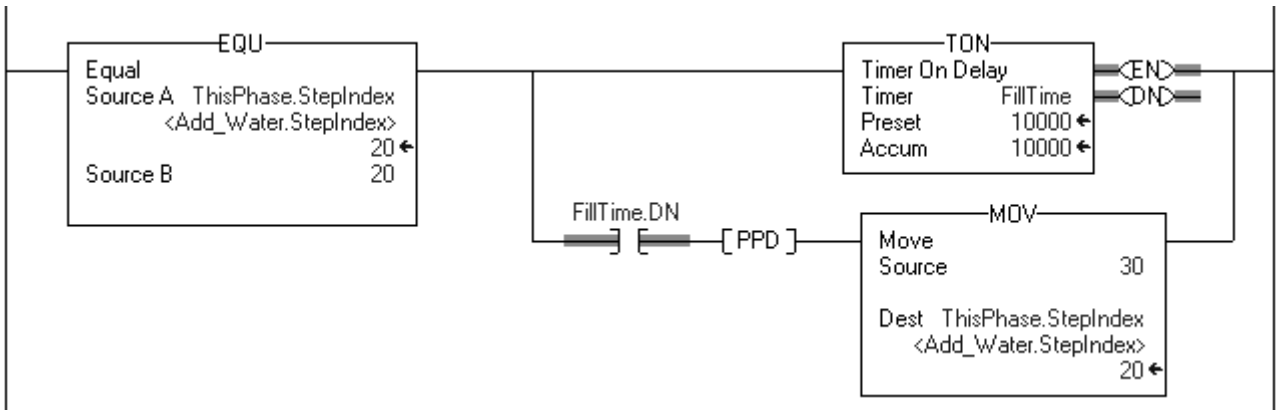 EQU
Equal
Source A ThisPhase.StepIndex
<Add_Water.StepIndex>
20
Source B 20
TON
Timer On Delay
Timer FillTime
Preset 10000
Accum 10000
EN
DN
FillTime.DN
PPD
MOV
Move
Source 30
Dest ThisPhase.StepIndex
<Add_Water.StepIndex>
20